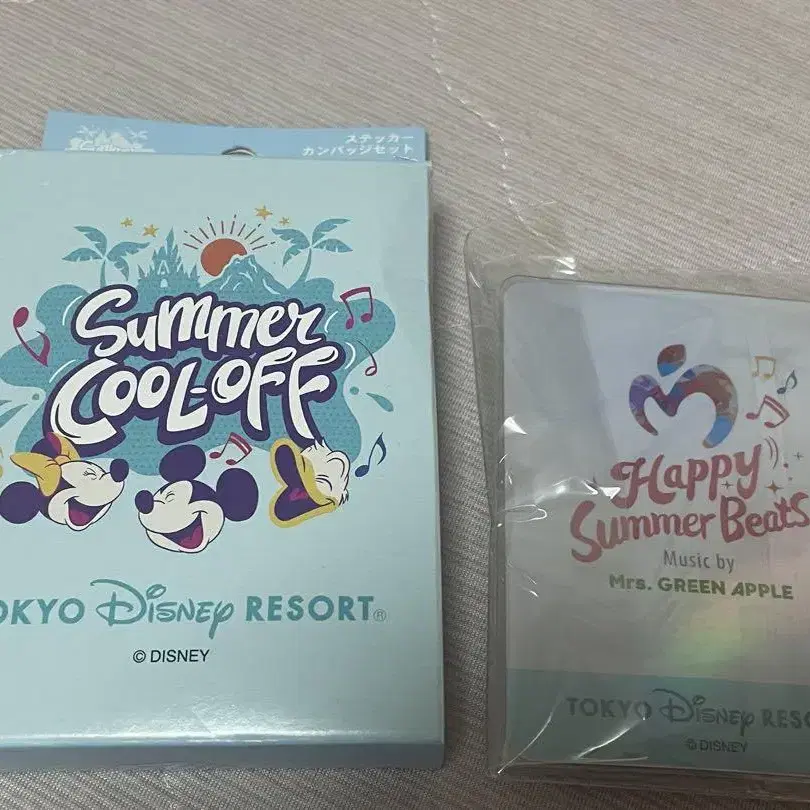 ステッカー
カンバッジセット
Summer
COOL-OFF
TOKYO Disney RESORT®
© DISNEY
Happy
Summer Beats
Music by
Mrs. GREEN APPLE
TOKYO Disney RESO
© DISNEY